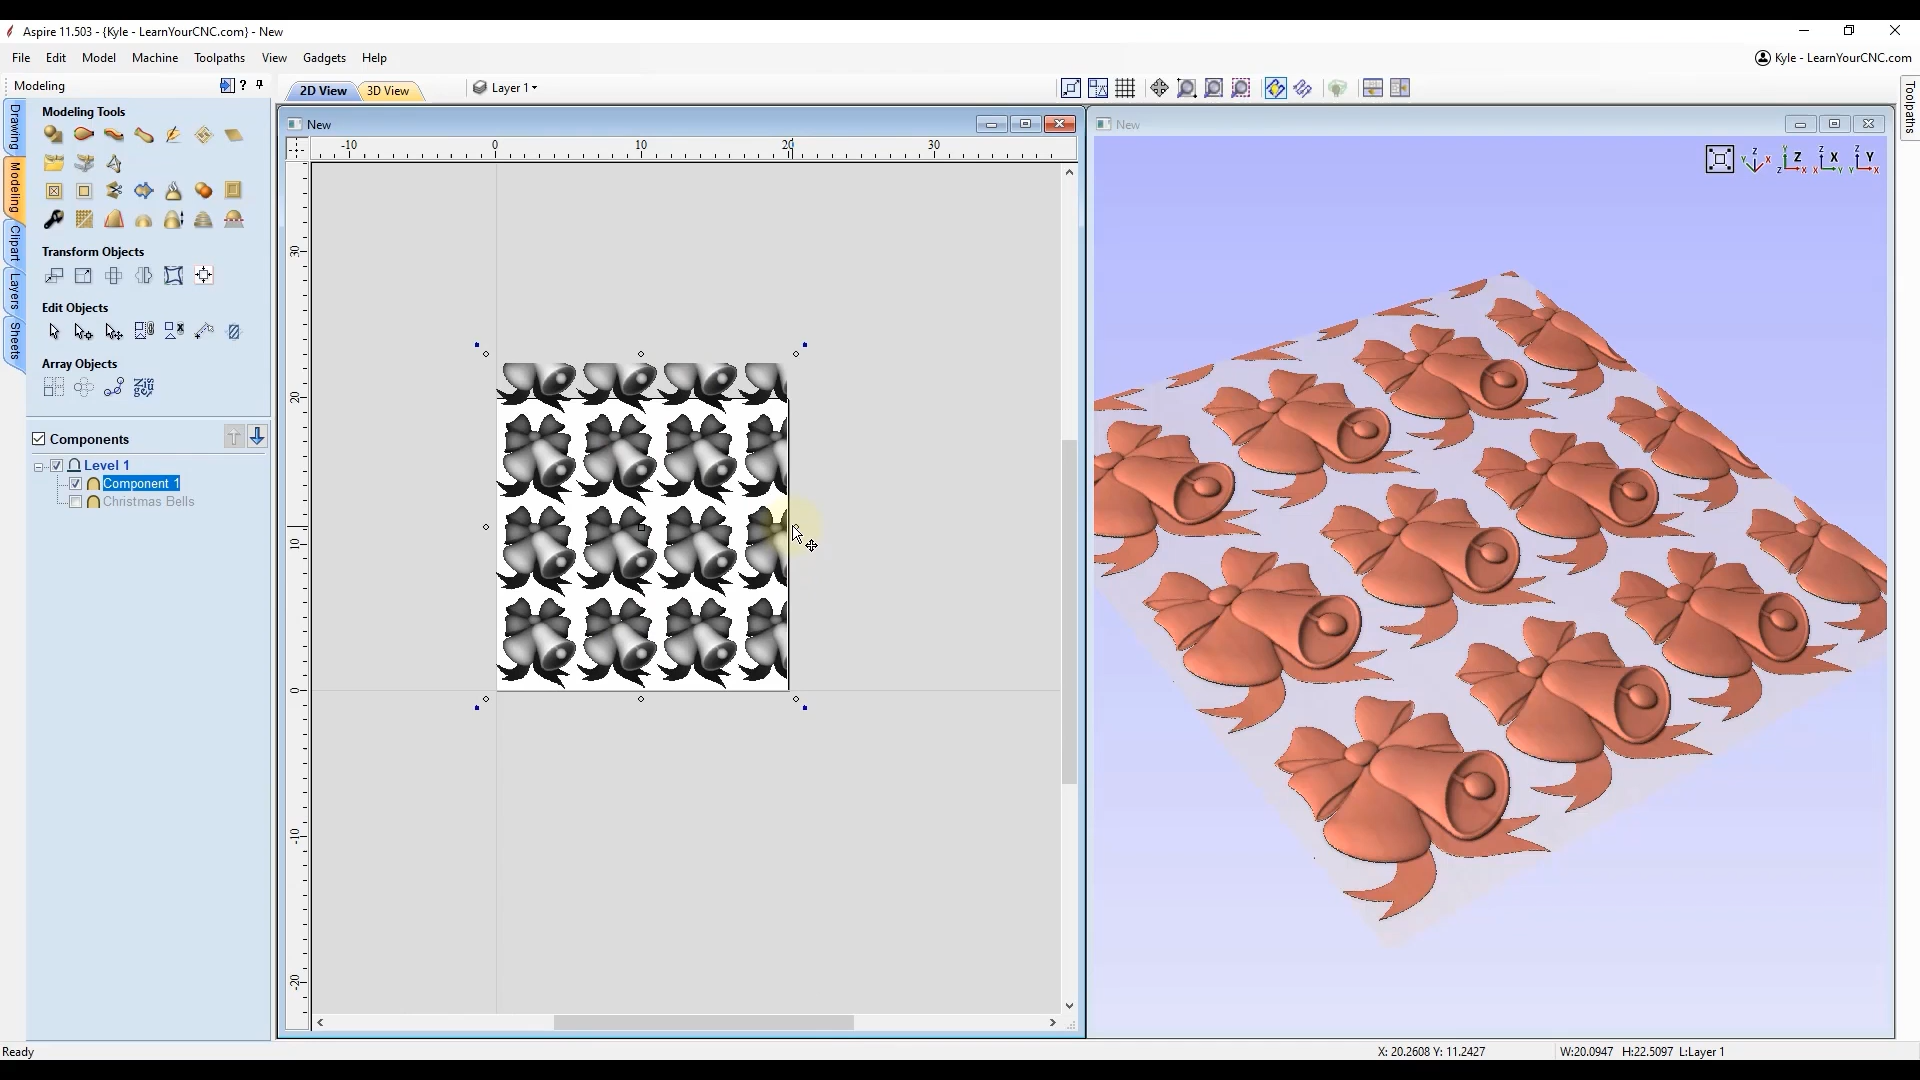 Aspire 11.503 - {Kyle - LearnYourCNC.com} - New
File Edit Model Machine Toolpaths View Gadgets Help
Kyle - LearnYourCNC.com
Modeling
?
2D View
3D View
Layer 1
Toolpaths
Drawing
Modeling
Clipart
Layers
Sheets
Modeling Tools
Transform Objects
Edit Objects
Array Objects
Components
Level 1
Component 1
Christmas Bells
New
-10 0 10 20 30
30
20
10
0
-10
-20
New
Z Y X
Y Z Z X
Z X X X
Z Y Y X
Ready
X: 20.2608 Y: 11.2427
W:20.0947 H:22.5097 L:Layer 1